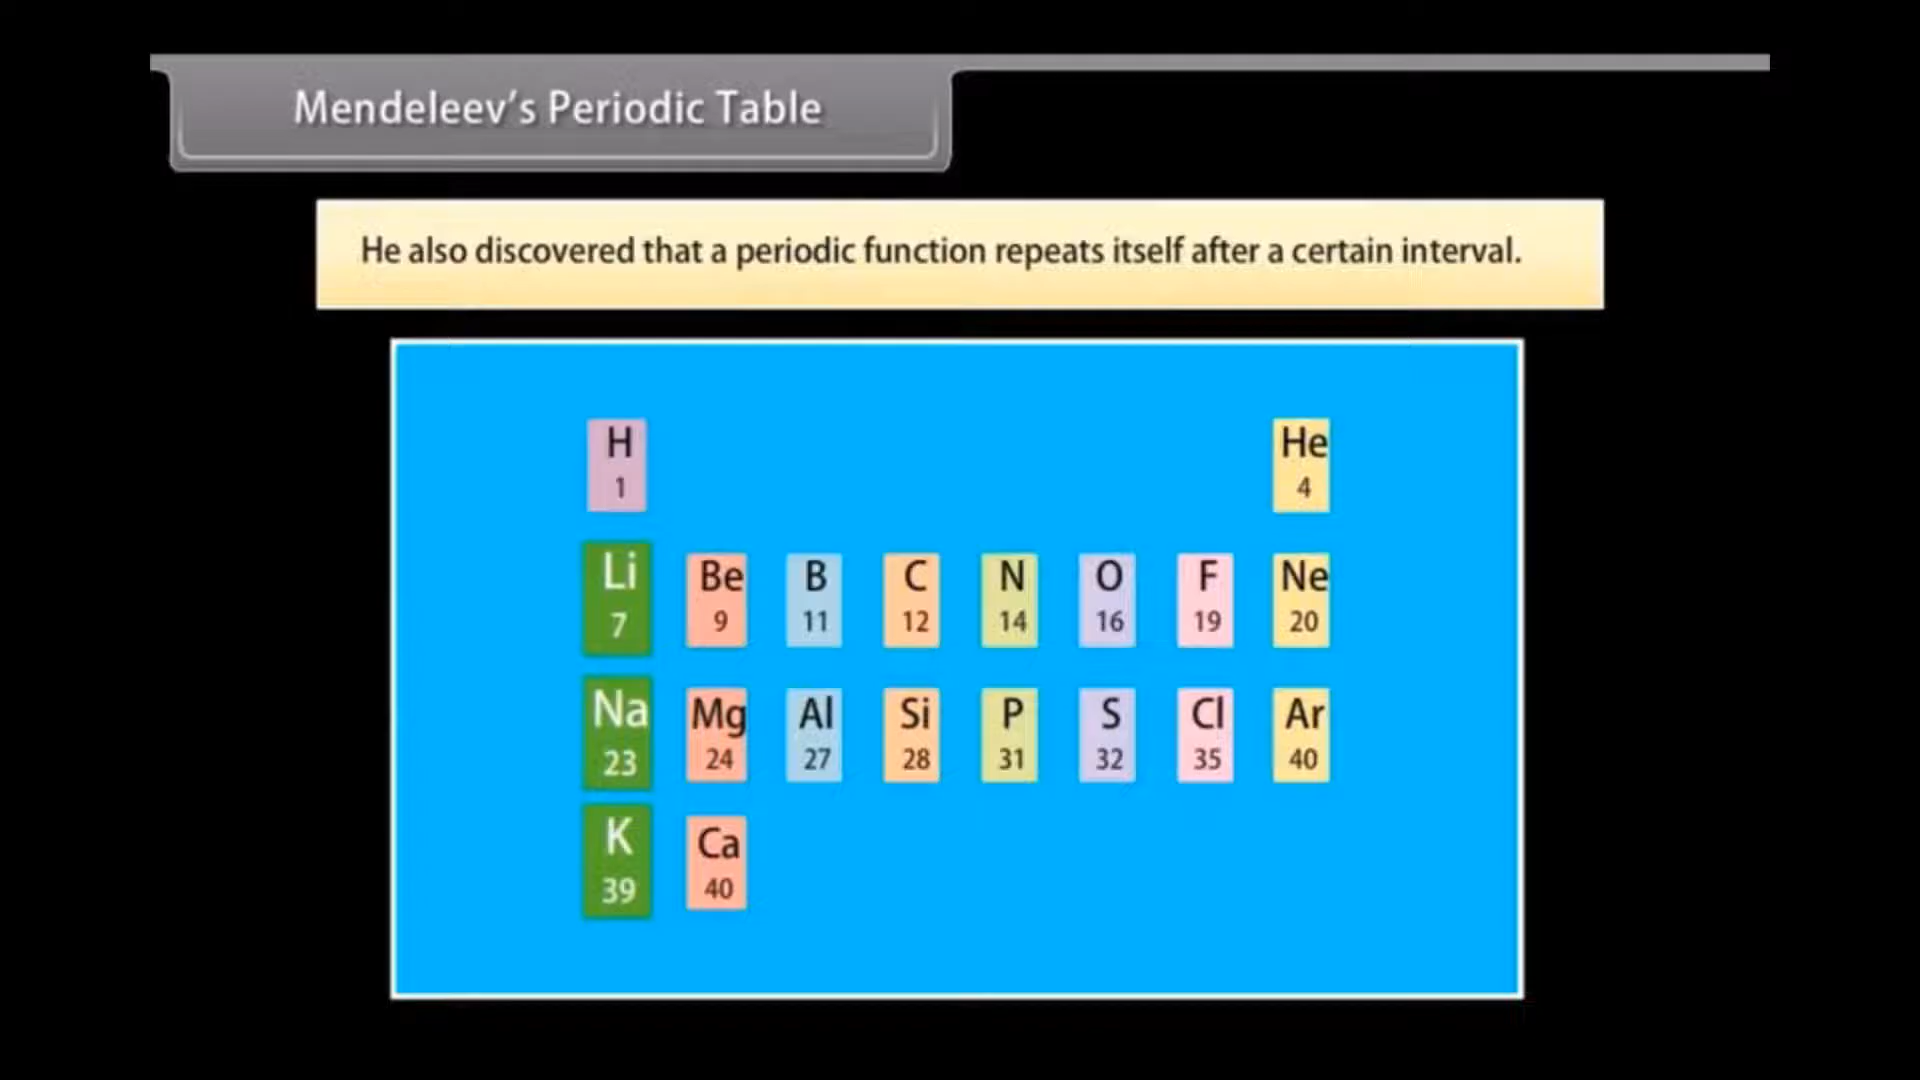 Mendeleev's Periodic Table
He also discovered that a periodic function repeats itself after a certain interval.
H He
1 4
Li Be B C N O F Ne
7 9 11 12 14 16 19 20
Na Mg Al Si P S Cl Ar
23 24 27 28 31 32 35 40
K Ca
39 40